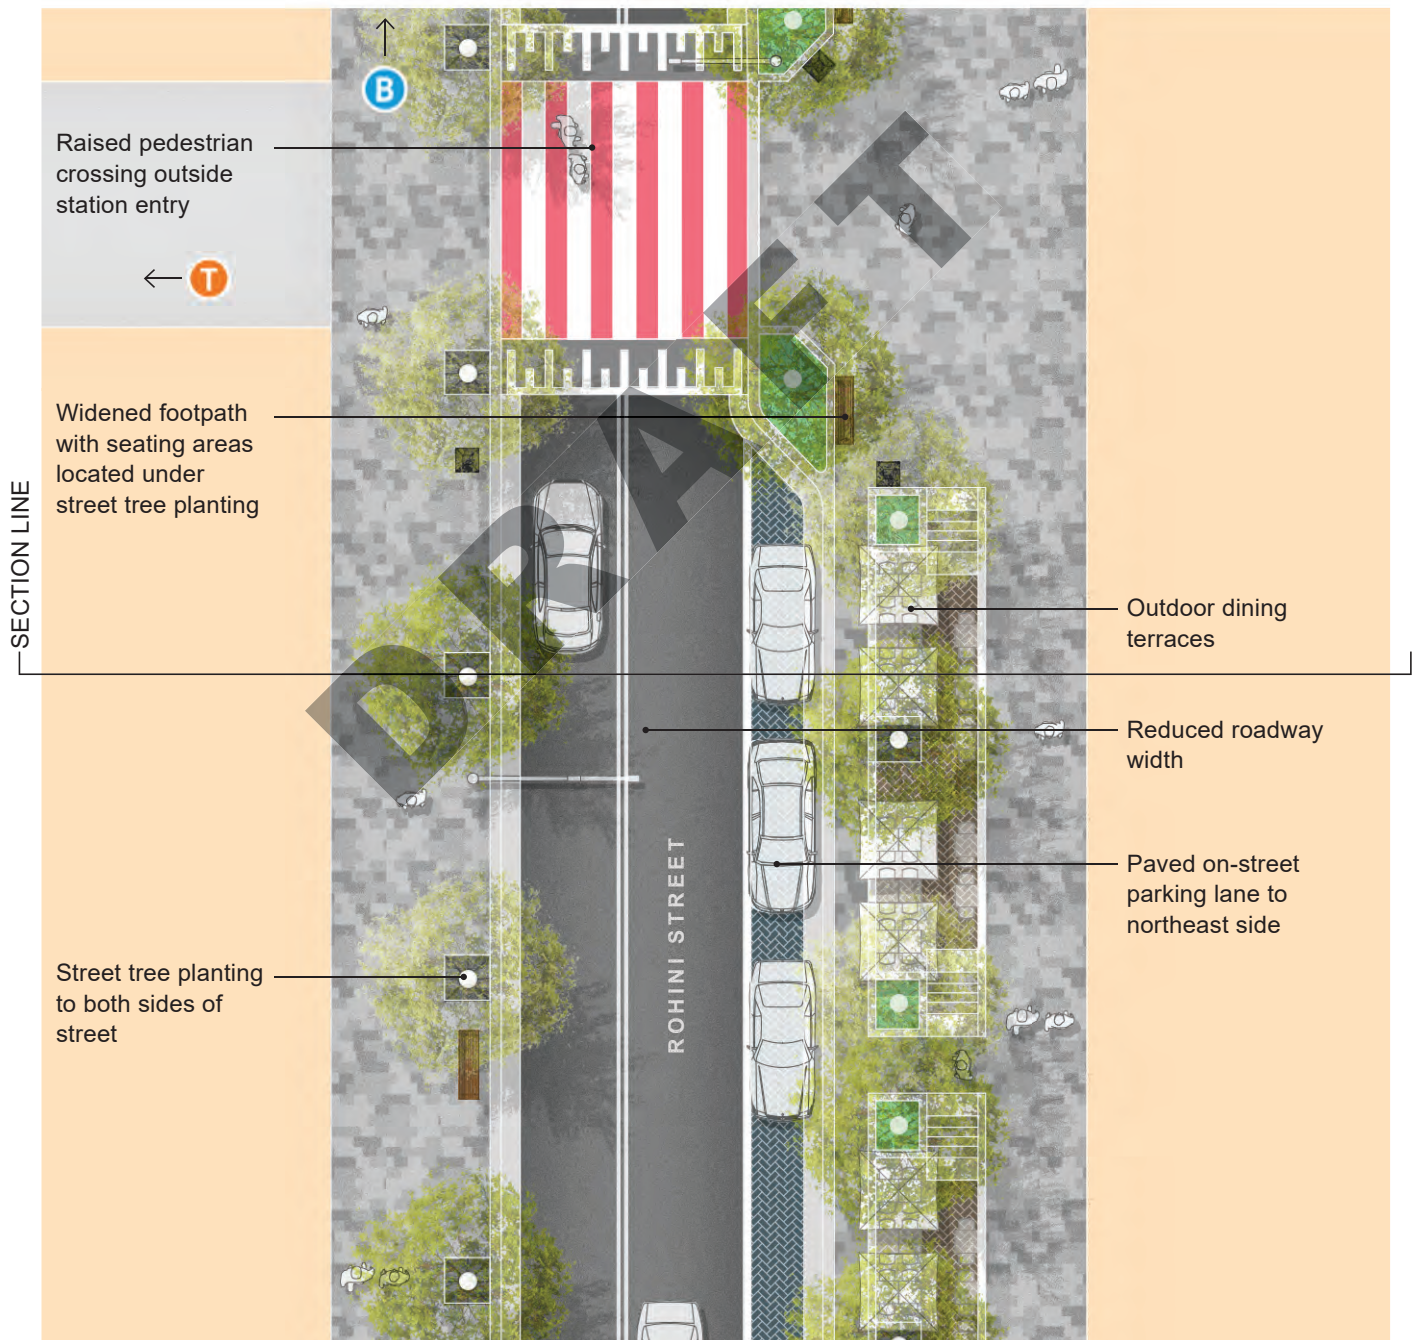 B
Raised pedestrian
crossing outside
station entry
T
Widened footpath
with seating areas
located under
street tree planting
SECTION LINE
Outdoor dining
terraces
Reduced roadway
width
Paved on-street
parking lane to
northeast side
ROHINI STREET
Street tree planting
to both sides of
street
DRAFT